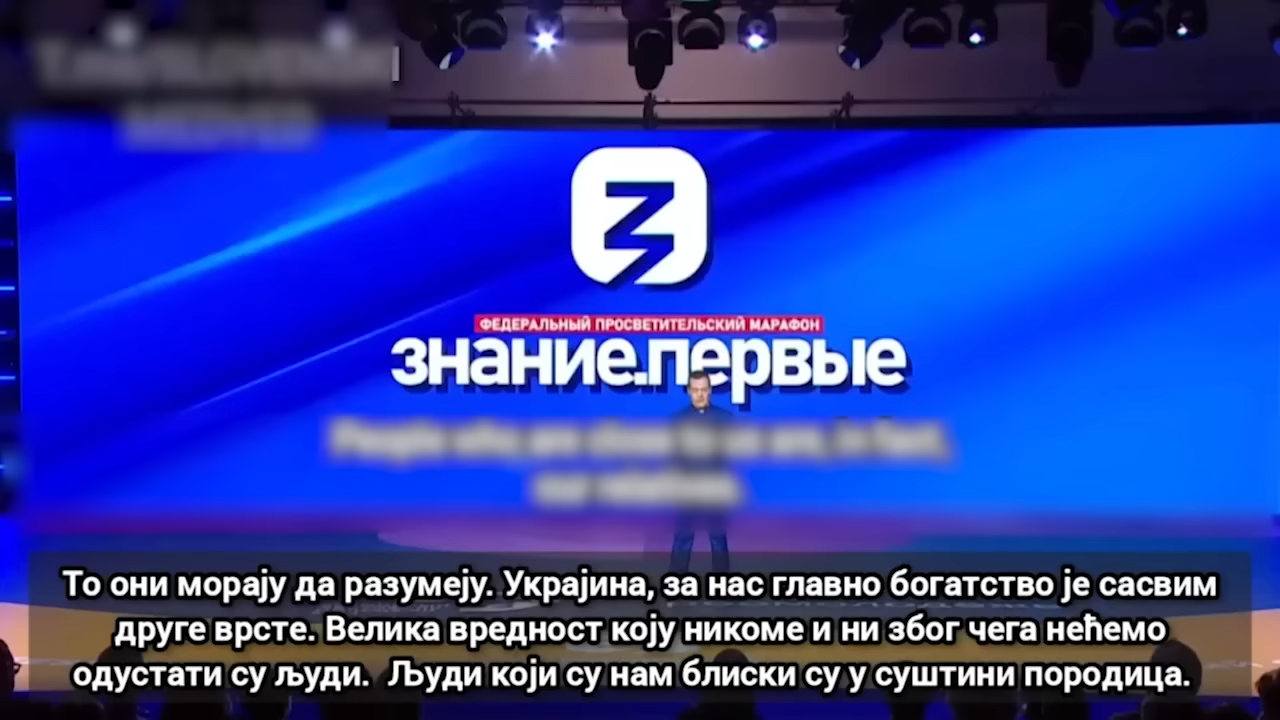 ФЕДЕРАЛЬНЫЙ ПРОСВЕТИТЕЛЬСКИЙ МАРАФОН
знание.первые
То они морају да разумеју. Украјина, за нас главно богатство је сасвим
друге врсте. Велика вредност коју никоме и ни због чега нећемо
одустати су људи. Људи који су нам блиски су у суштини породица.